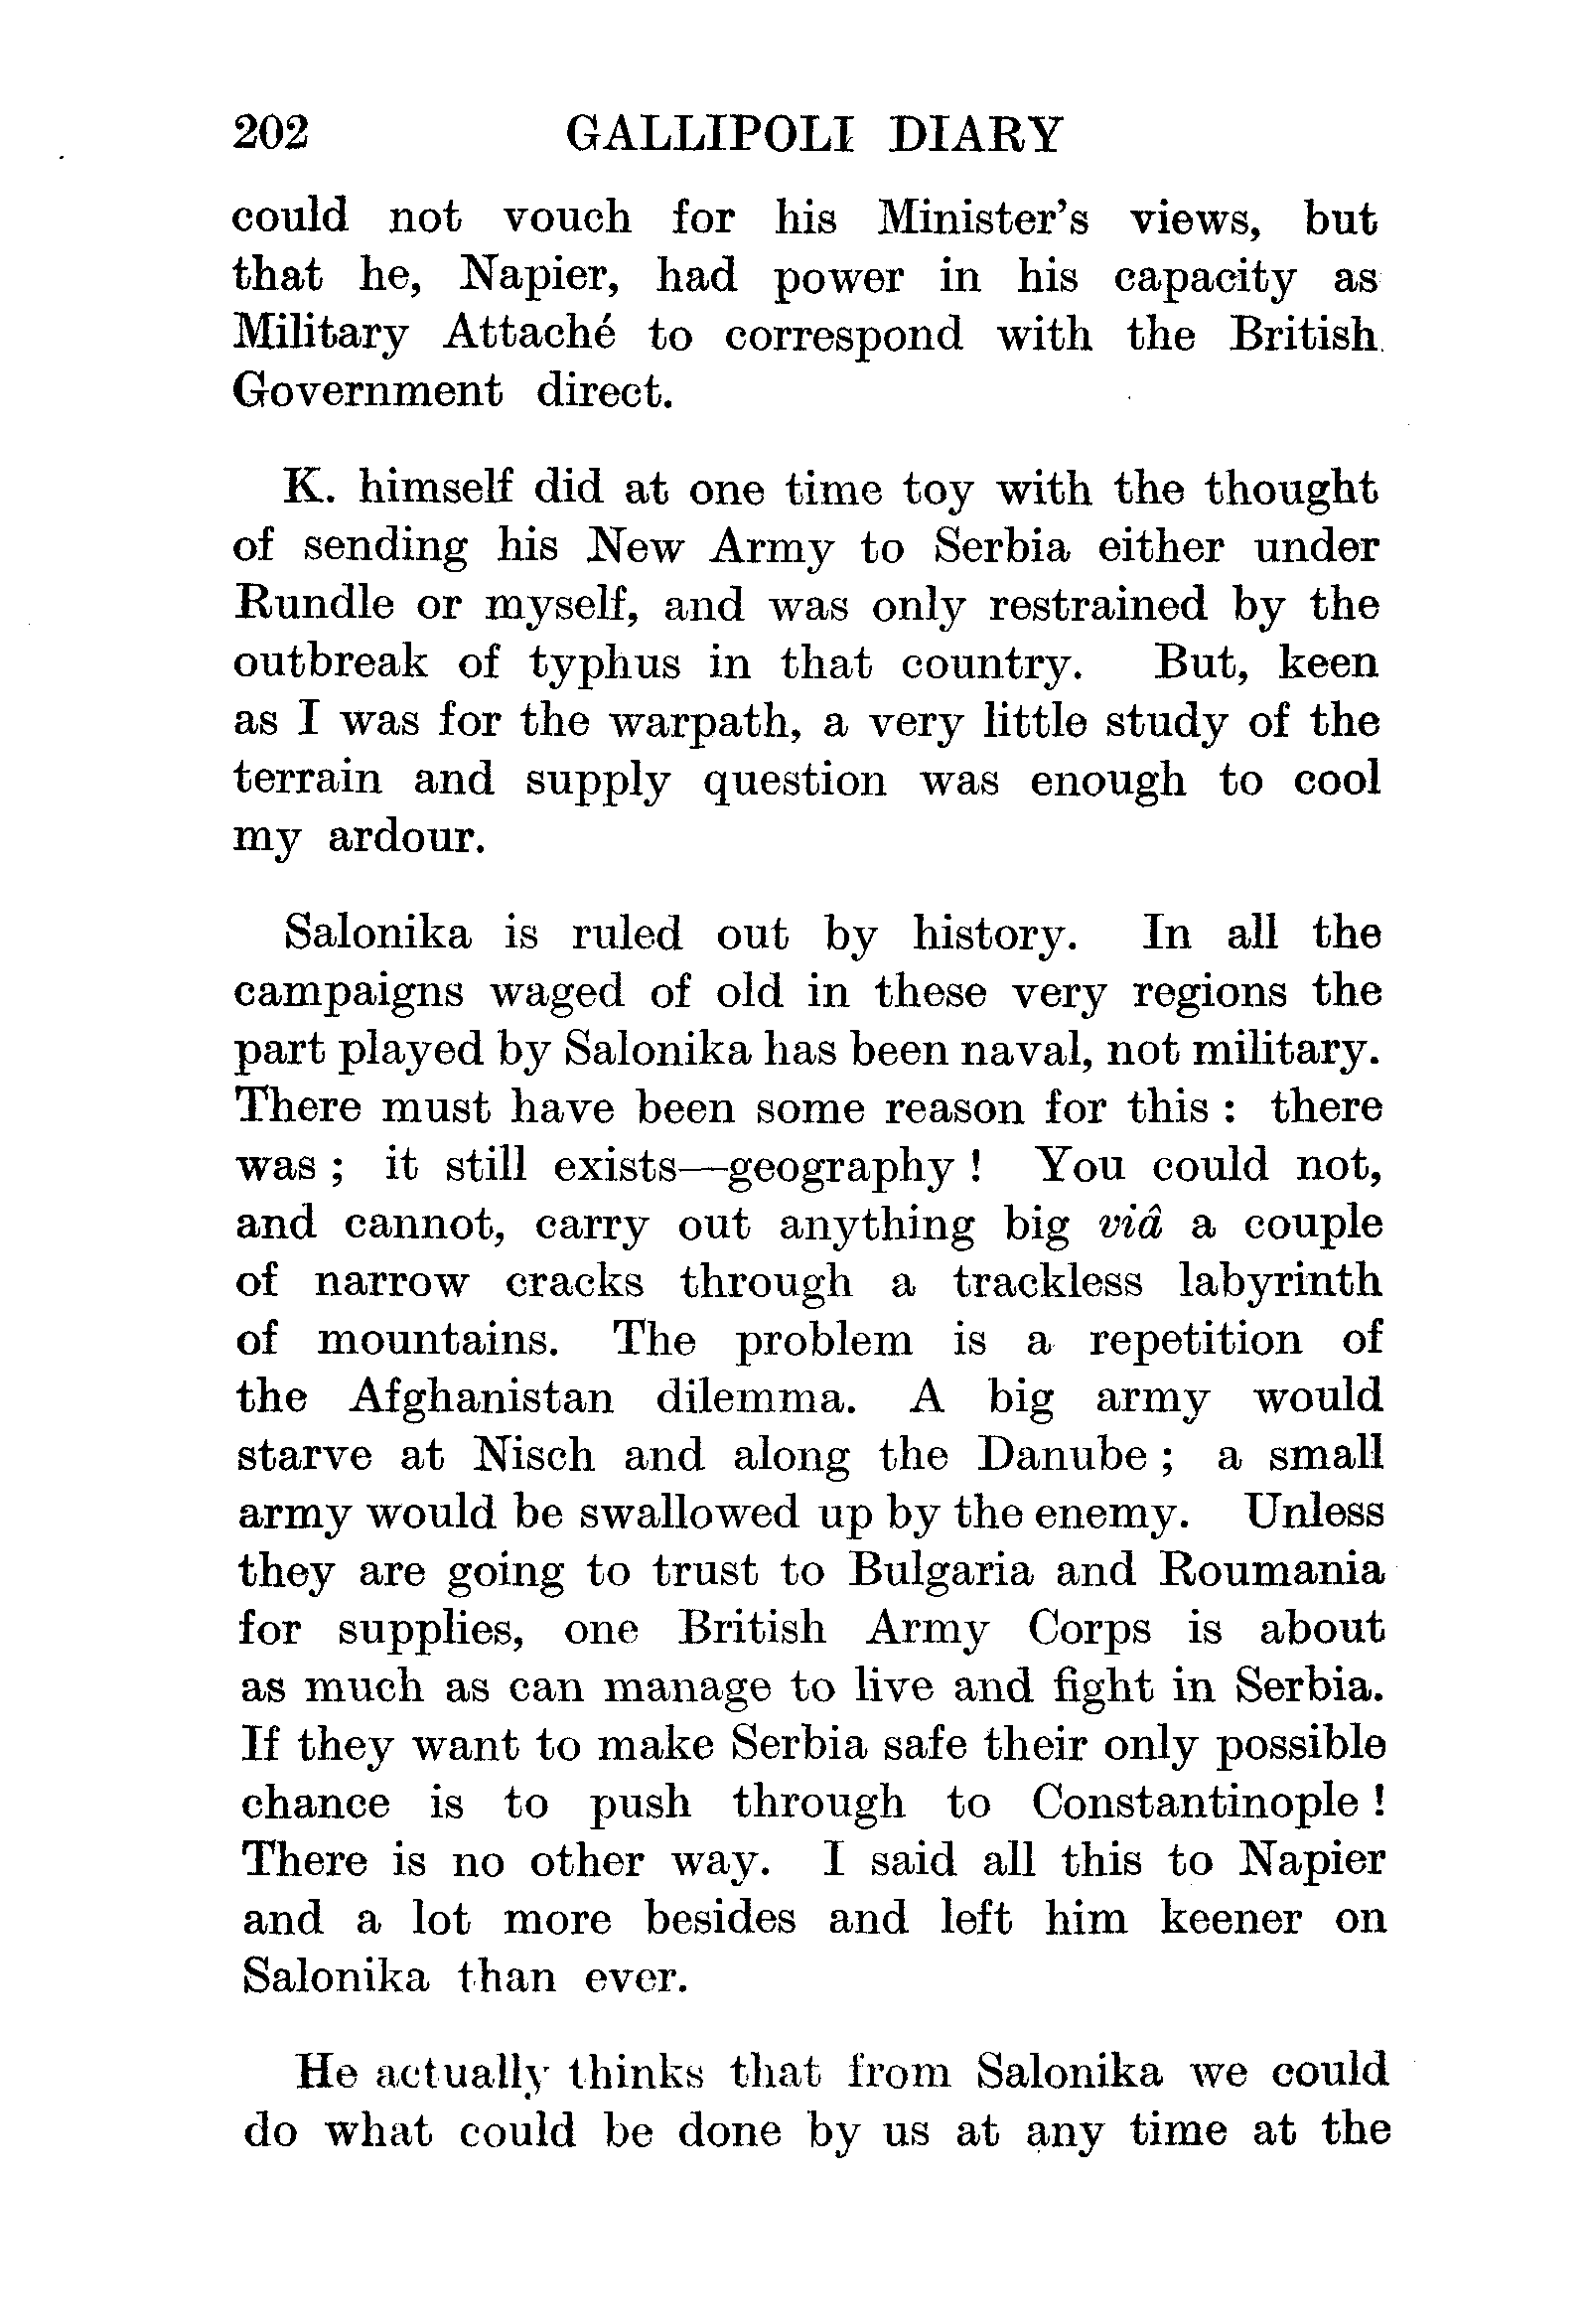 202 GALLIPOLI DIARY
could not vouch for his Minister's views, but
that he, Napier, had power in his capacity as
Military Attaché to correspond with the British
Government direct.
K. himself did at one time toy with the thought
of sending his New Army to Serbia either under
Rundle or myself, and was only restrained by the
outbreak of typhus in that country. But, keen
as I was for the warpath, a very little study of the
terrain and supply question was enough to cool
my ardour.
Salonika is ruled out by history. In all the
campaigns waged of old in these very regions the
part played by Salonika has been naval, not military.
There must have been some reason for this : there
was ; it still exists—geography ! You could not,
and cannot, carry out anything big viâ a couple
of narrow cracks through a trackless labyrinth
of mountains. The problem is a repetition of
the Afghanistan dilemma. A big army would
starve at Nisch and along the Danube ; a small
army would be swallowed up by the enemy. Unless
they are going to trust to Bulgaria and Roumania
for supplies, one British Army Corps is about
as much as can manage to live and fight in Serbia.
If they want to make Serbia safe their only possible
chance is to push through to Constantinople !
There is no other way. I said all this to Napier
and a lot more besides and left him keener on
Salonika than ever.
He actually thinks that from Salonika we could
do what could be done by us at any time at the